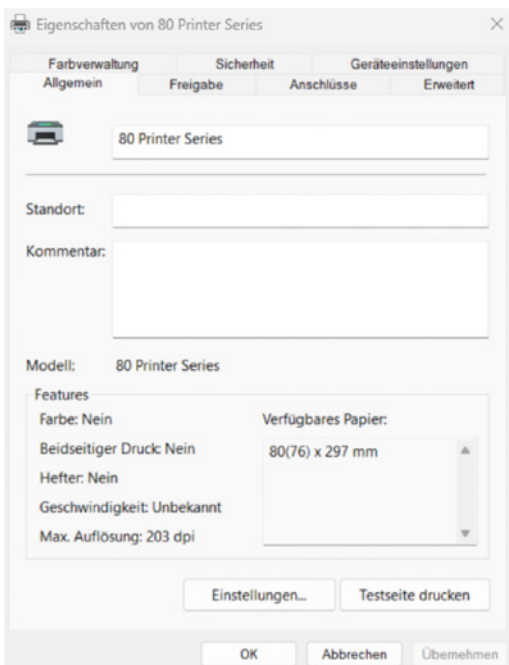 Eigenschaften von 80 Printer Series
Farbverwaltung Sicherheit Geräteeinstellungen
Allgemein Freigabe Anschlüsse Erweitert
80 Printer Series
Standort:
Kommentar:
Modell: 80 Printer Series
Features
Farbe: Nein
Verfügbares Papier:
Beidseitiger Druck: Nein
80(76) x 297 mm
Hefter: Nein
Geschwindigkeit: Unbekannt
Max. Auflösung: 203 dpi
Einstellungen... Testseite drucken
OK Abbrechen Übernehmen